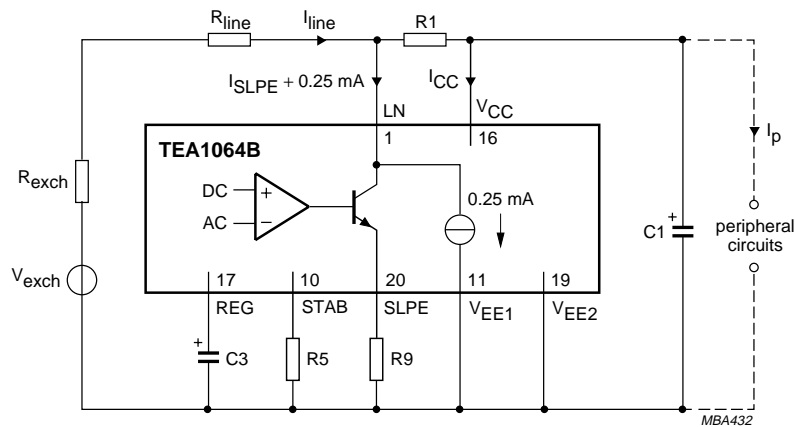 Rline
Iline
R1
ISLPE + 0.25 mA
ICC
LN
VCC
1
16
Ip
TEA1064B
Rexch
DC
+
AC
−
0.25 mA
C1
+
peripheral
circuits
Vexch
17
10
20
11
19
REG
STAB
SLPE
VEE1
VEE2
+
C3
R5
R9
MBA432